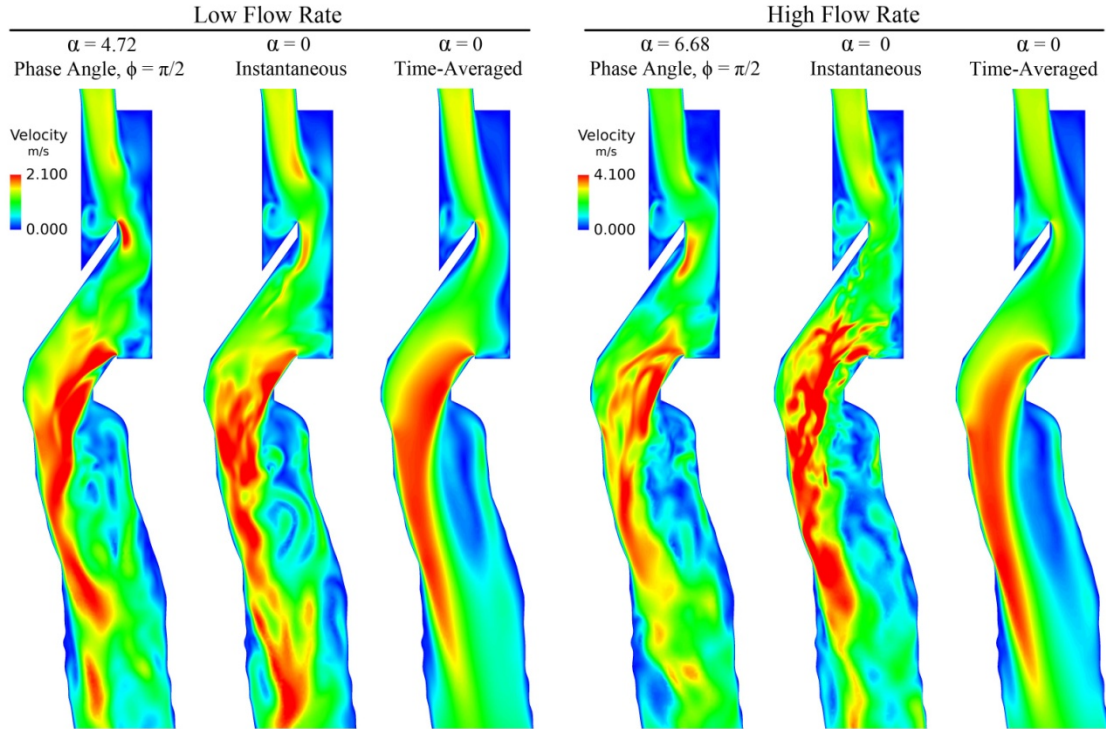 Low Flow Rate
α = 4.72
Phase Angle, ϕ = π/2
α = 0
Instantaneous
α = 0
Time-Averaged
Velocity
m/s
2.100
0.000
High Flow Rate
α = 6.68
Phase Angle, ϕ = π/2
α = 0
Instantaneous
α = 0
Time-Averaged
Velocity
m/s
4.100
0.000